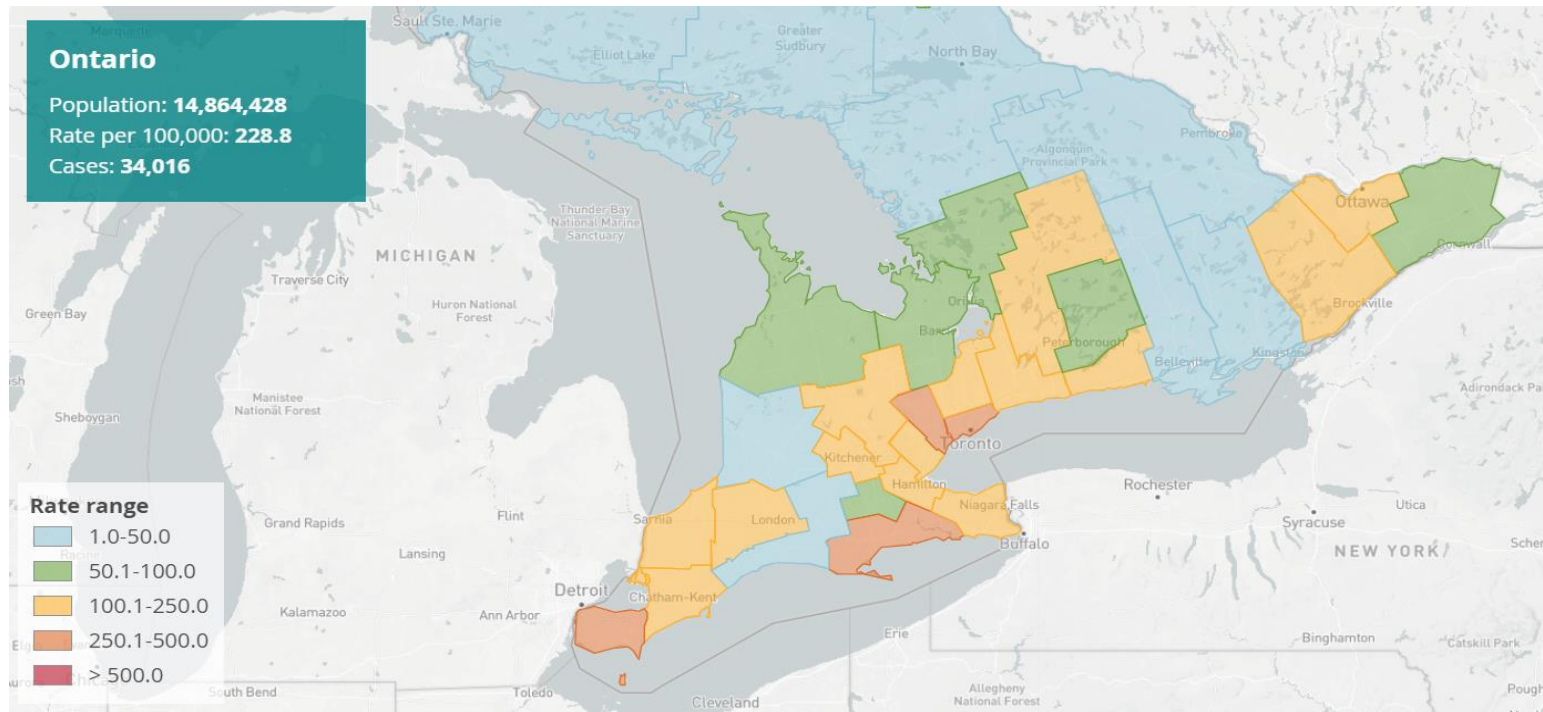 Ontario
Population: 14,864,428
Rate per 100,000: 228.8
Cases: 34,016
Sault Ste. Marie
Marquette
Elliot Lake
Greater
Sudbury
North Bay
Pembroke
Algonquin
Provincial Park
Ottawa
Cornwall
Thunder Bay
National Marine
Sanctuary
MICHIGAN
Traverse City
Huron National
Forest
Green Bay
Orillia
Barrie
Brockville
Peterborough
Belleville
Kingston
Manistee
National Forest
Adirondack Pa
Sheboygan
Toronto
Kitchener
Hamilton
Rochester
Niagara Falls
Utica
Rate range
1.0-50.0
50.1-100.0
100.1-250.0
250.1-500.0
> 500.0
Grand Rapids
Flint
Sarnia
London
Syracuse
Buffalo
NEW YORK
Scher
Lansing
Racine
Detroit
Kalamazoo
Ann Arbor
Chatham-Kent
Erie
Binghamton
Catskill Park
South Bend
Toledo
Cleveland
Allegheny
National Forest
Pough